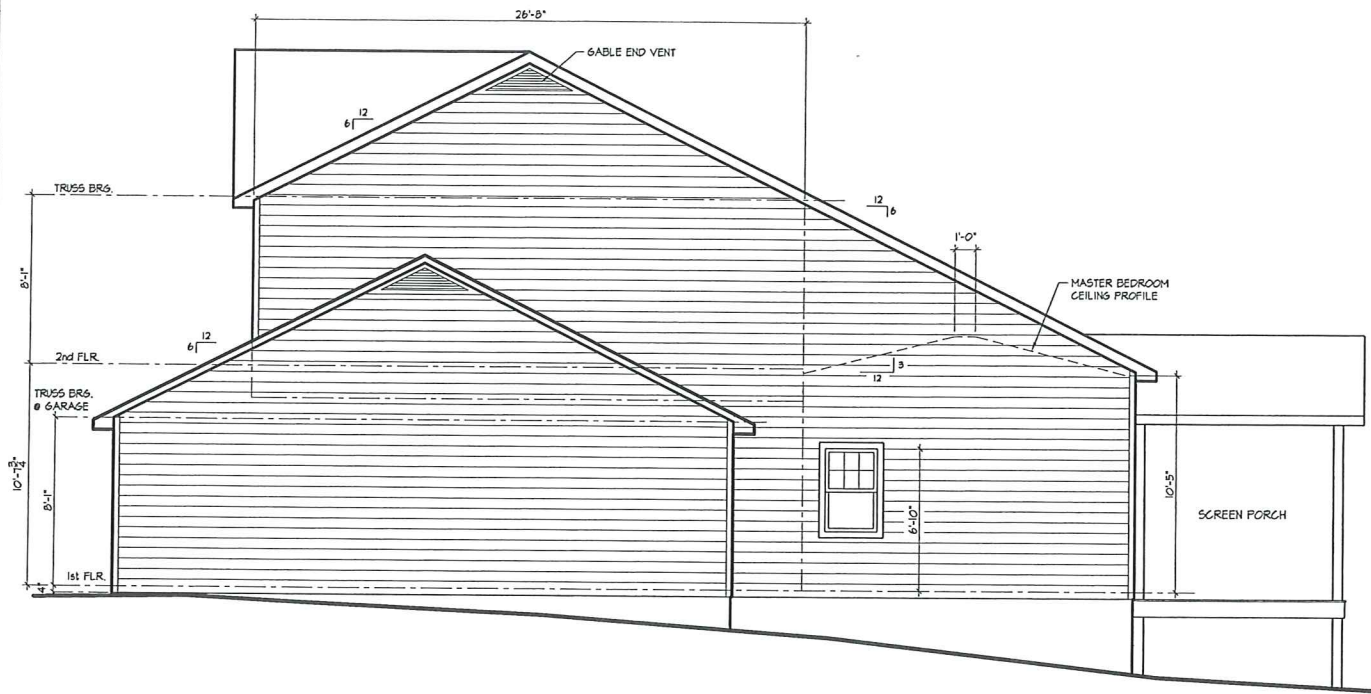 26'-8"
GABLE END VENT
12
6
TRUSS BRG.
12
6
1'-0"
8'-1"
MASTER BEDROOM
CEILING PROFILE
12
6
2nd FLR.
3
12
TRUSS BRG.
@ GARAGE
10'-7 3/4"
8'-1"
6'-10"
10'-5"
SCREEN PORCH
1st FLR.
4"